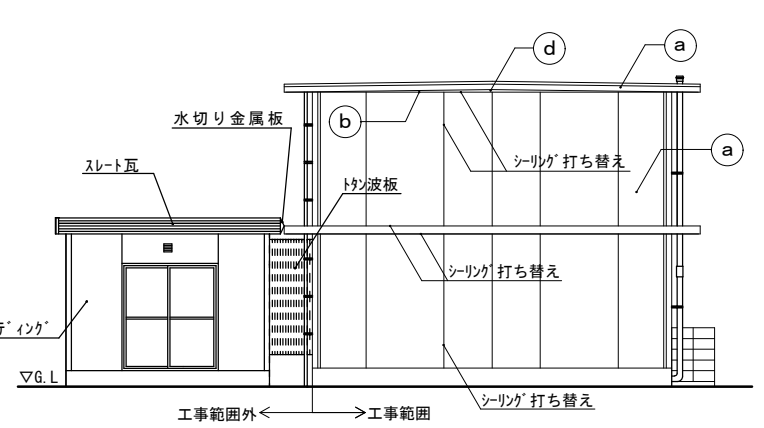 d
a
水切り金属板
b
a
シーリング打ち替え
スレート瓦
トタン波板
シーリング打ち替え
ディング
▽G.L
シーリング打ち替え
工事範囲外
工事範囲